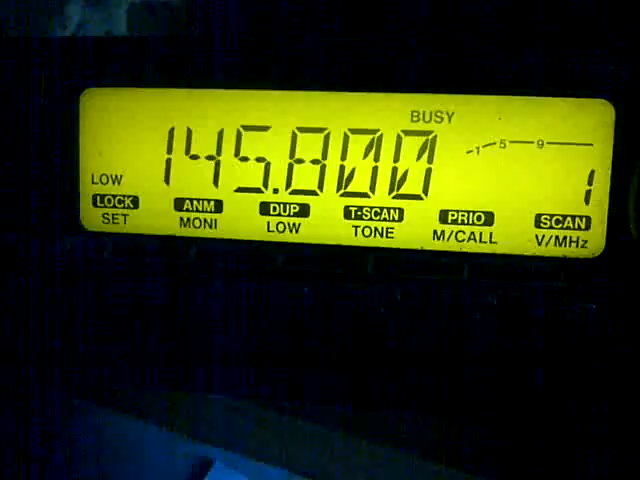 BUSY
145.800
1 5 9
LOW
1
LOCK ANM DUP T-SCAN PRIO SCAN
SET MONI LOW TONE M/CALL V/MHz